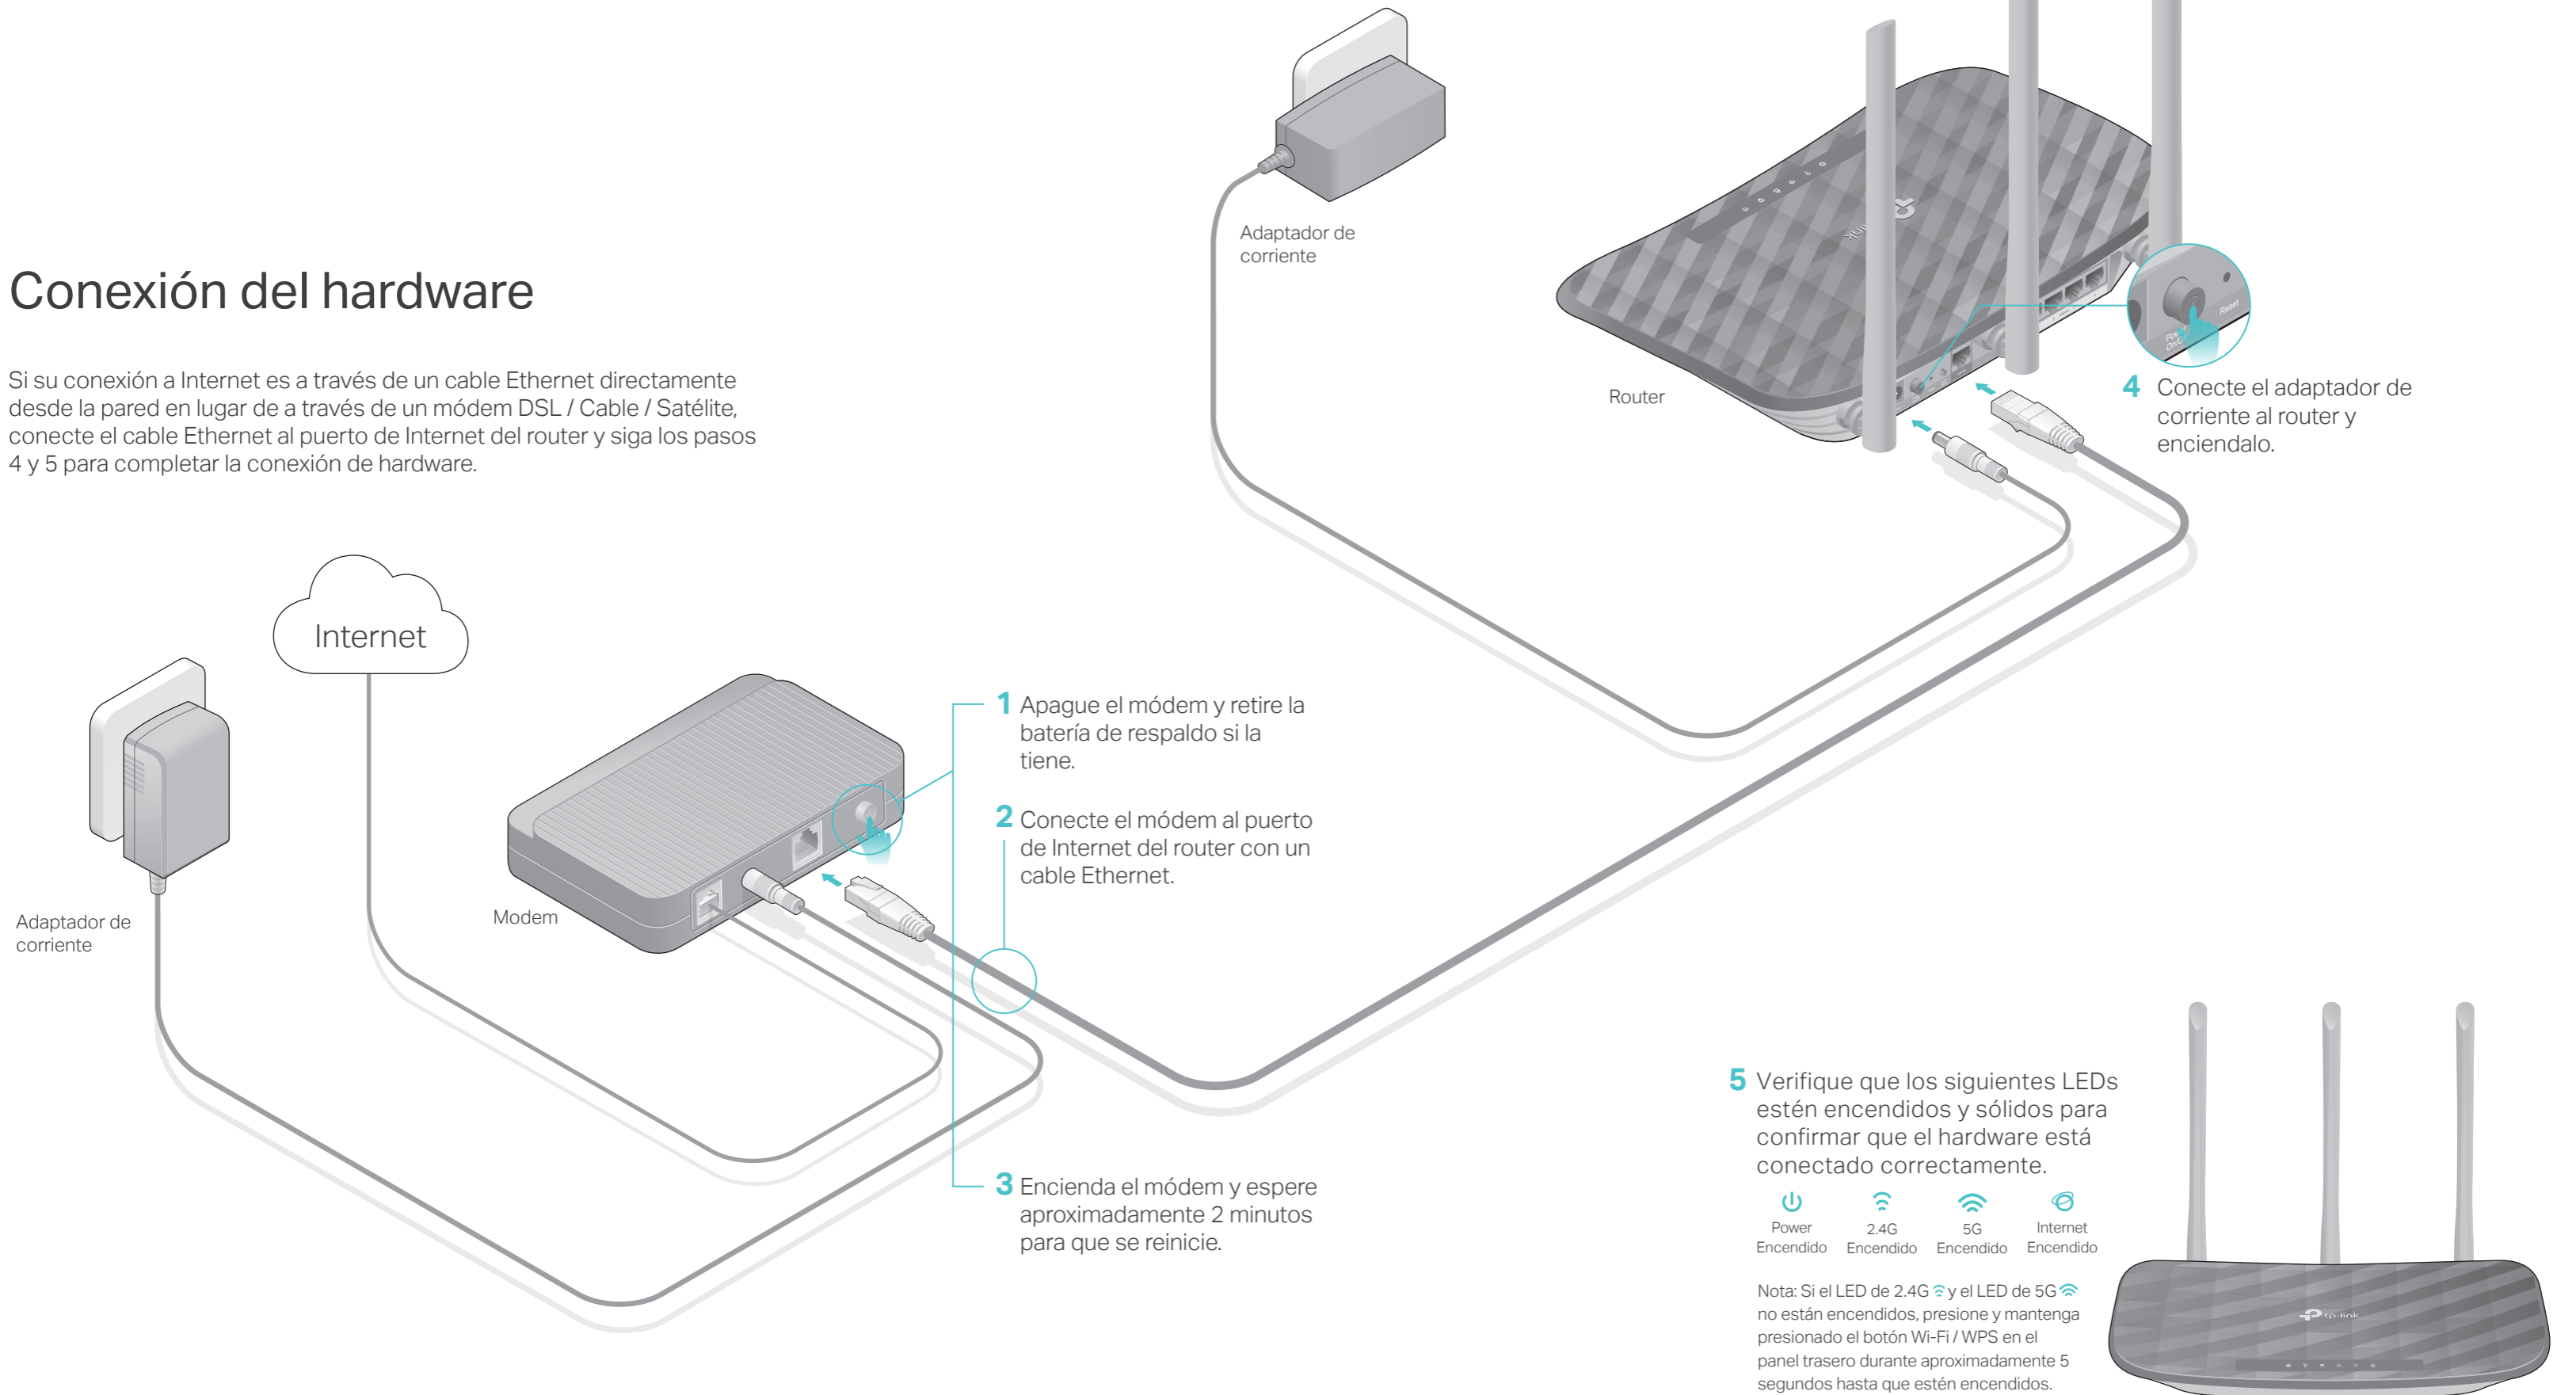 Conexión del hardware
Si su conexión a Internet es a través de un cable Ethernet directamente
desde la pared en lugar de a través de un módem DSL / Cable / Satélite,
conecte el cable Ethernet al puerto de Internet del router y siga los pasos
4 y 5 para completar la conexión de hardware.
Adaptador de
corriente
Router
Reset
4 Conecte el adaptador de
corriente al router y
enciendalo.
Internet
Adaptador de
corriente
Modem
1 Apague el módem y retire la
batería de respaldo si la
tiene.
2 Conecte el módem al puerto
de Internet del router con un
cable Ethernet.
3 Encienda el módem y espere
aproximadamente 2 minutos
para que se reinicie.
5 Verifique que los siguientes LEDs
estén encendidos y sólidos para
confirmar que el hardware está
conectado correctamente.
Power 2.4G 5G Internet
Encendido Encendido Encendido Encendido
Nota: Si el LED de 2.4G y el LED de 5G
no están encendidos, presione y mantenga
presionado el botón Wi-Fi / WPS en el
panel trasero durante aproximadamente 5
segundos hasta que estén encendidos.
tp-link